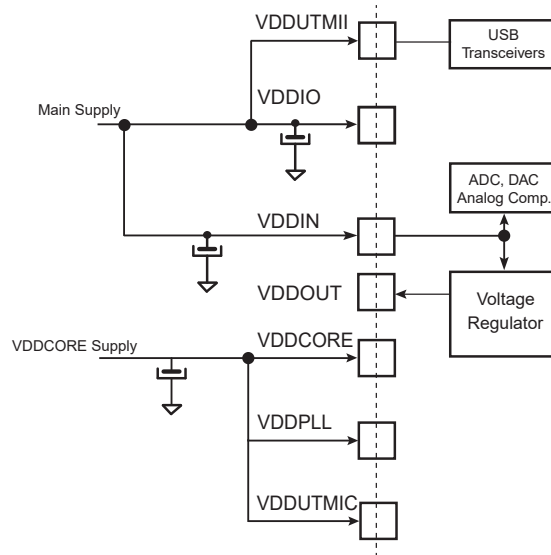 VDDUTMII
USB
Transceivers
VDDIO
Main Supply
ADC, DAC
Analog Comp.
VDDIN
VDDOUT
Voltage
Regulator
VDDCORE
VDDCORE Supply
VDDPLL
VDDUTMIC